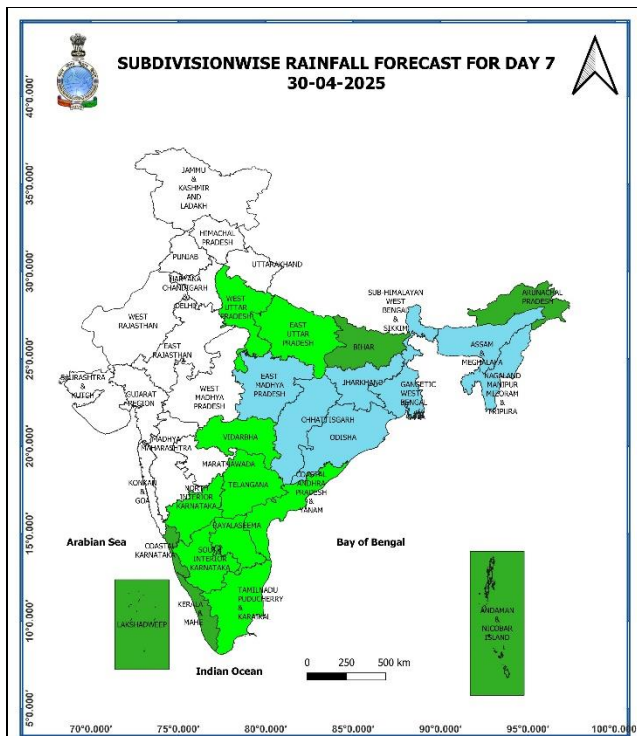 SUBDIVISIONWISE RAINFALL FORECAST FOR DAY 7
30-04-2025
40°0.000'
35°0.000'
30°0.000'
25°0.000'
20°0.000'
15°0.000'
10°0.000'
5°0.000'
JAMMU
&
KASHMIR
AND
LADAKH
HIMACHAL
PRADESH
PUNJAB
UTTARAKHAND
HARYANA
CHANDIGARH
&
DELHI
WEST
RAJASTHAN
WEST
UTTAR
PRADESH
EAST
UTTAR
PRADESH
BIHAR
SUB-HIMALAYAN
WEST
BENGAL
&
SIKKIM
ARUNACHAL
PRADESH
ASSAM
&
MEGHALAYA
NAGALAND
MANIPUR
MIZORAM
&
TRIPURA
EAST
RAJASTHAN
SAURASHTRA
&
KUTCH
GUJARAT
REGION
WEST
MADHYA
PRADESH
EAST
MADHYA
PRADESH
JHARKHAND
GANGETIC
WEST
BENGAL
CHHATTISGARH
ODISHA
VIDARBHA
MADHYA
MAHARASHTRA
MARATHAWADA
KONKAN
&
GOA
TELANGANA
COASTAL
ANDHRA
PRADESH
&
YANAM
NORTH
INTERIOR
KARNATAKA
RAYALASEEMA
COASTAL
KARNATAKA
SOUTH
INTERIOR
KARNATAKA
TAMILNADU
PUDUCHERRY
&
KARAIKAL
KERALA
&
MAHE
LAKSHADWEEP
ANDAMAN
&
NICOBAR
ISLAND
Arabian Sea
Bay of Bengal
Indian Ocean
0 250 500 km
70°0.000' 75°0.000' 80°0.000' 85°0.000' 90°0.000' 95°0.000' 100°0.000'